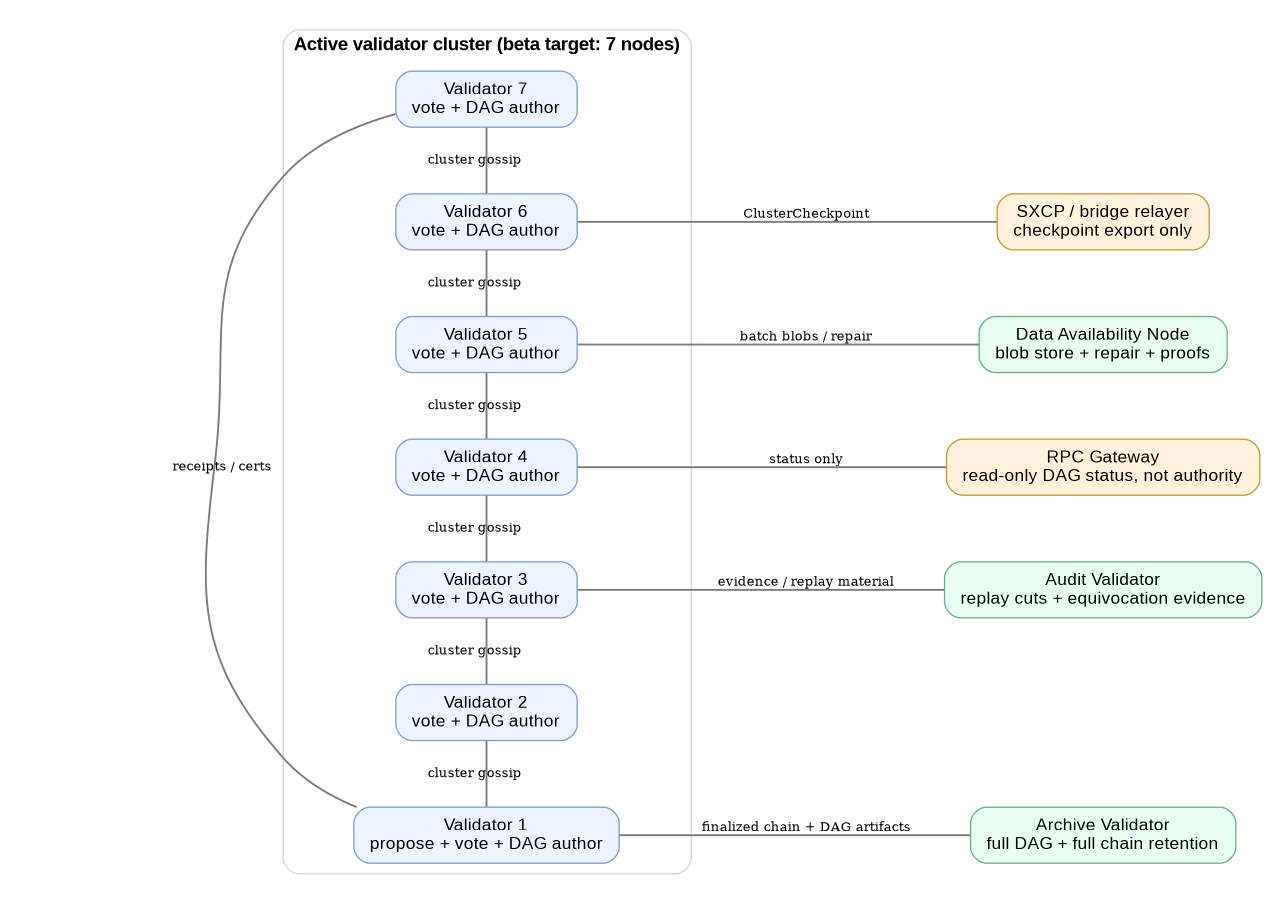 Active validator cluster (beta target: 7 nodes)
Validator 7
vote + DAG author
cluster gossip
Validator 6
vote + DAG author
ClusterCheckpoint
SXCP / bridge relayer
checkpoint export only
cluster gossip
Validator 5
vote + DAG author
batch blobs / repair
Data Availability Node
blob store + repair + proofs
cluster gossip
Validator 4
vote + DAG author
status only
RPC Gateway
read-only DAG status, not authority
receipts / certs
cluster gossip
Validator 3
vote + DAG author
evidence / replay material
Audit Validator
replay cuts + equivocation evidence
cluster gossip
Validator 2
vote + DAG author
cluster gossip
Validator 1
propose + vote + DAG author
finalized chain + DAG artifacts
Archive Validator
full DAG + full chain retention